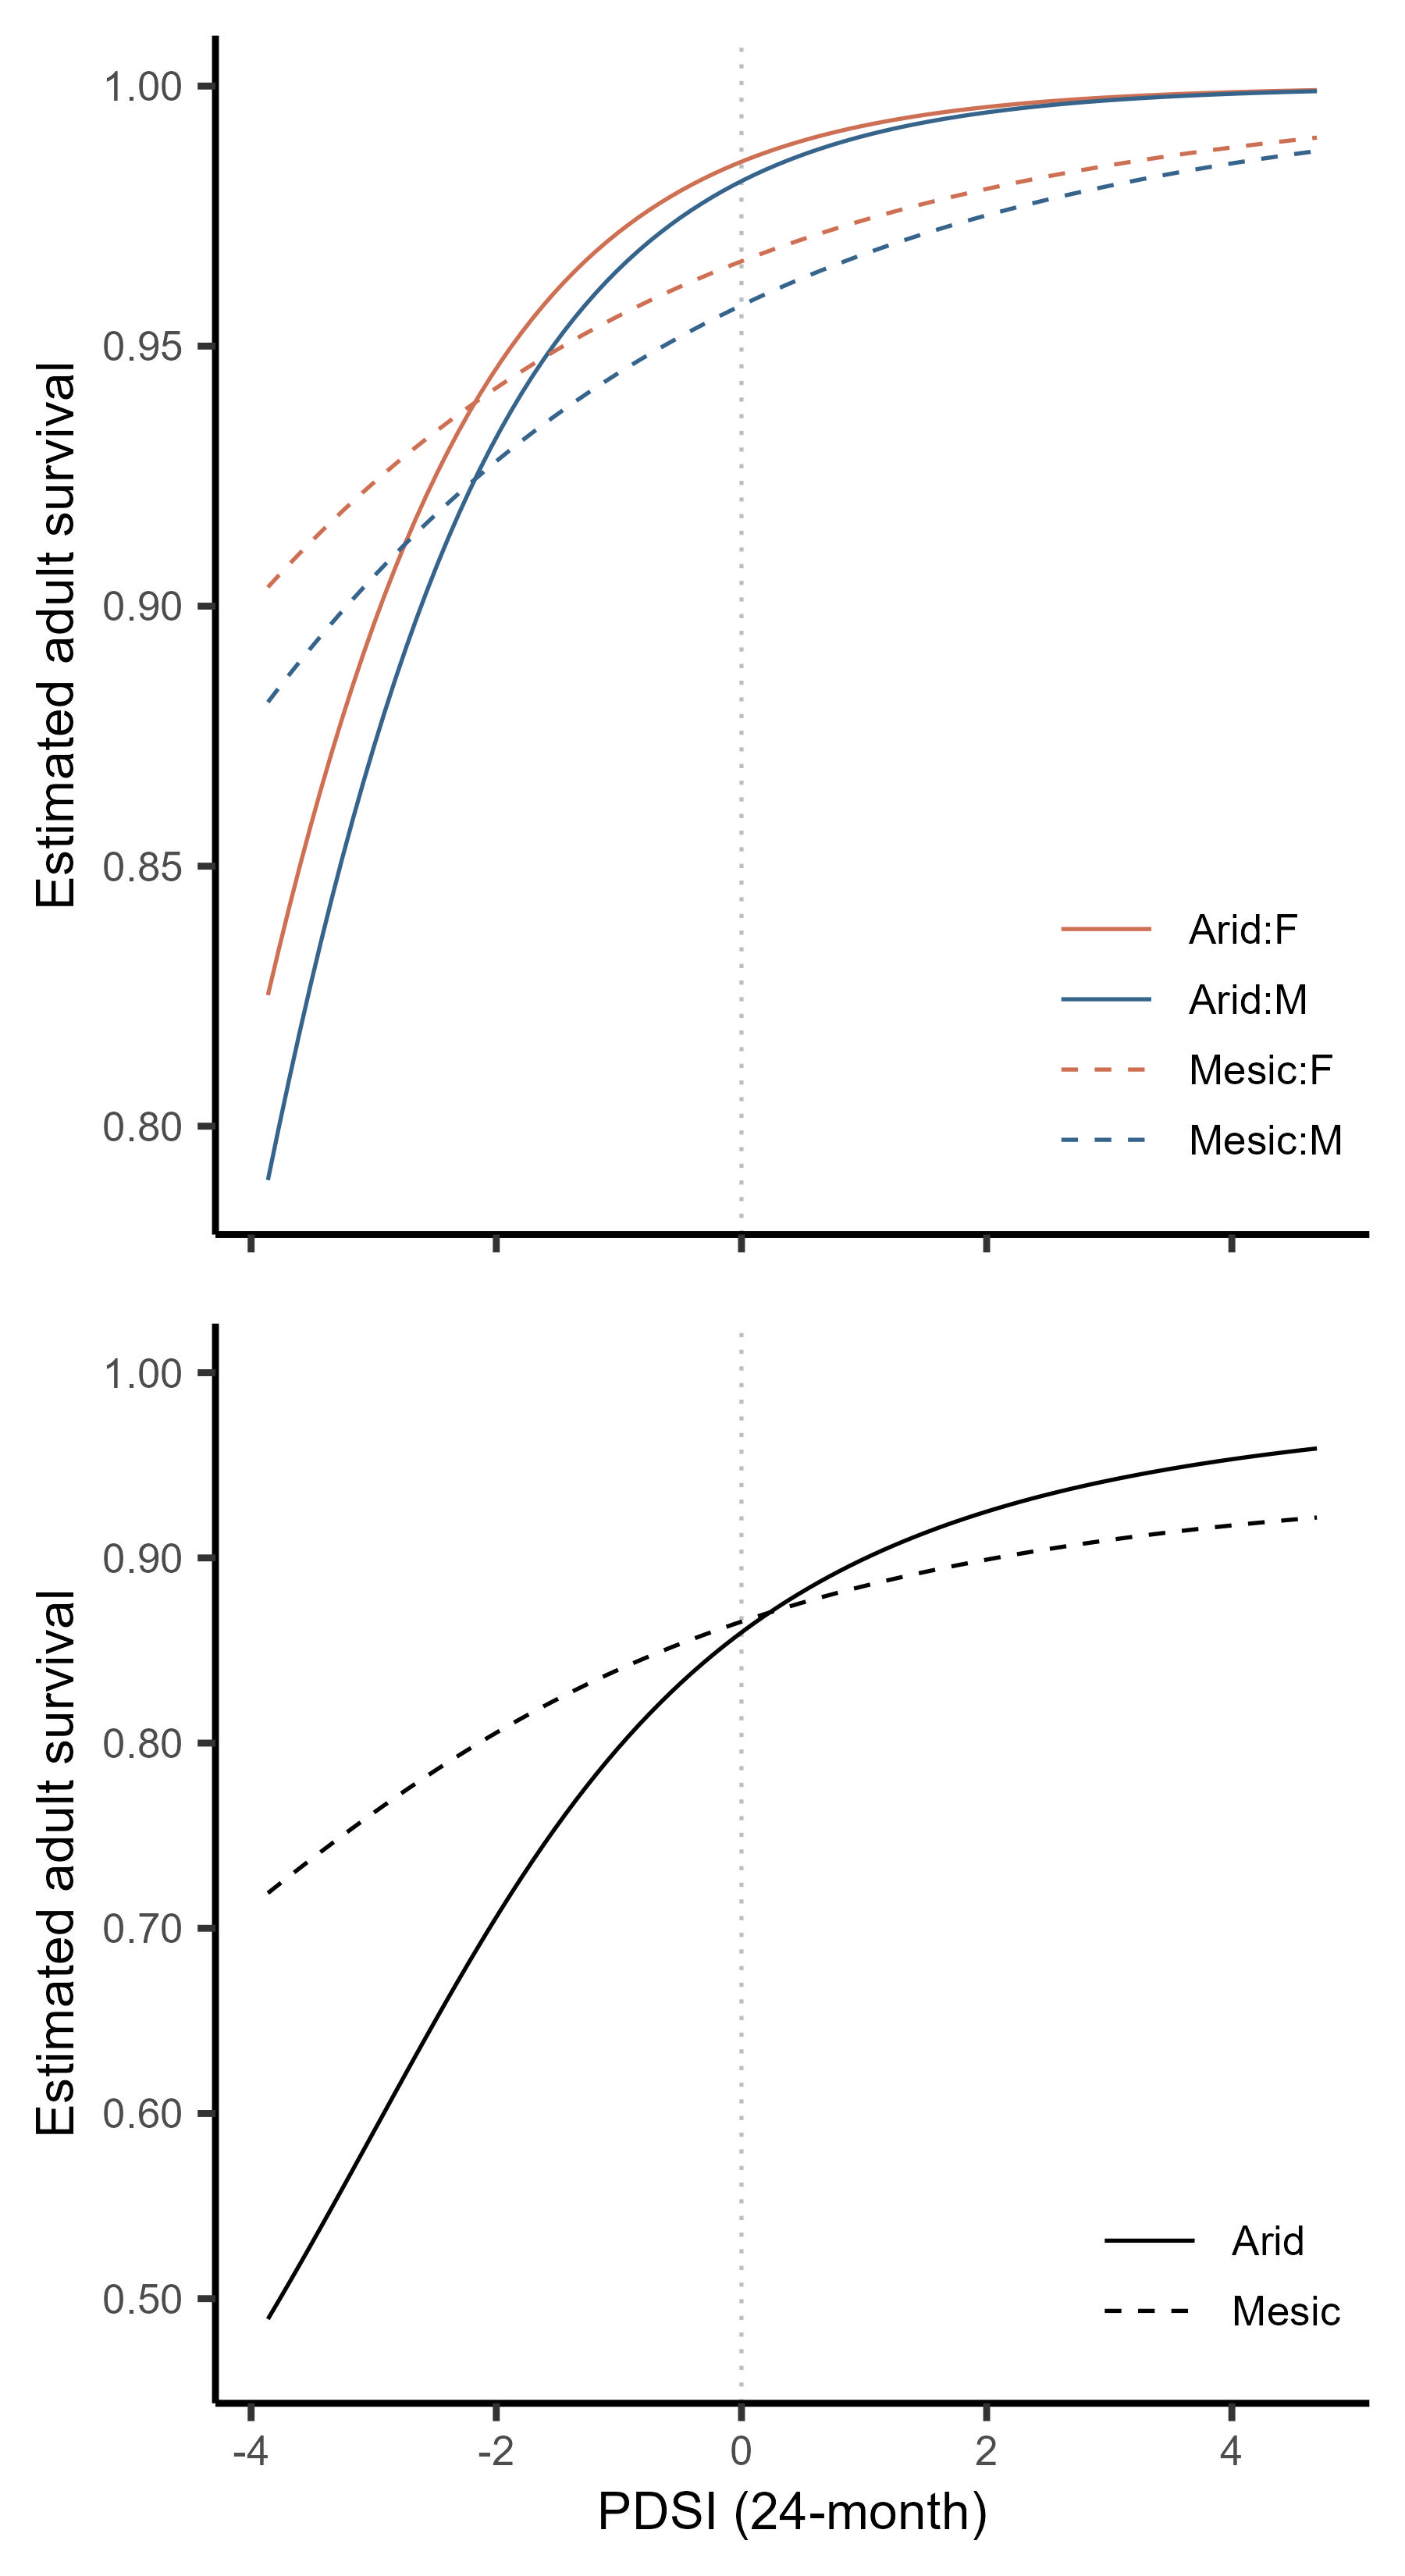 1.00
0.95
0.90
0.85
0.80
Estimated adult survival
Arid:F
Arid:M
Mesic:F
Mesic:M
1.00
0.90
0.80
0.70
0.60
0.50
Estimated adult survival
Arid
Mesic
-4 -2 0 2 4
PDSI (24-month)